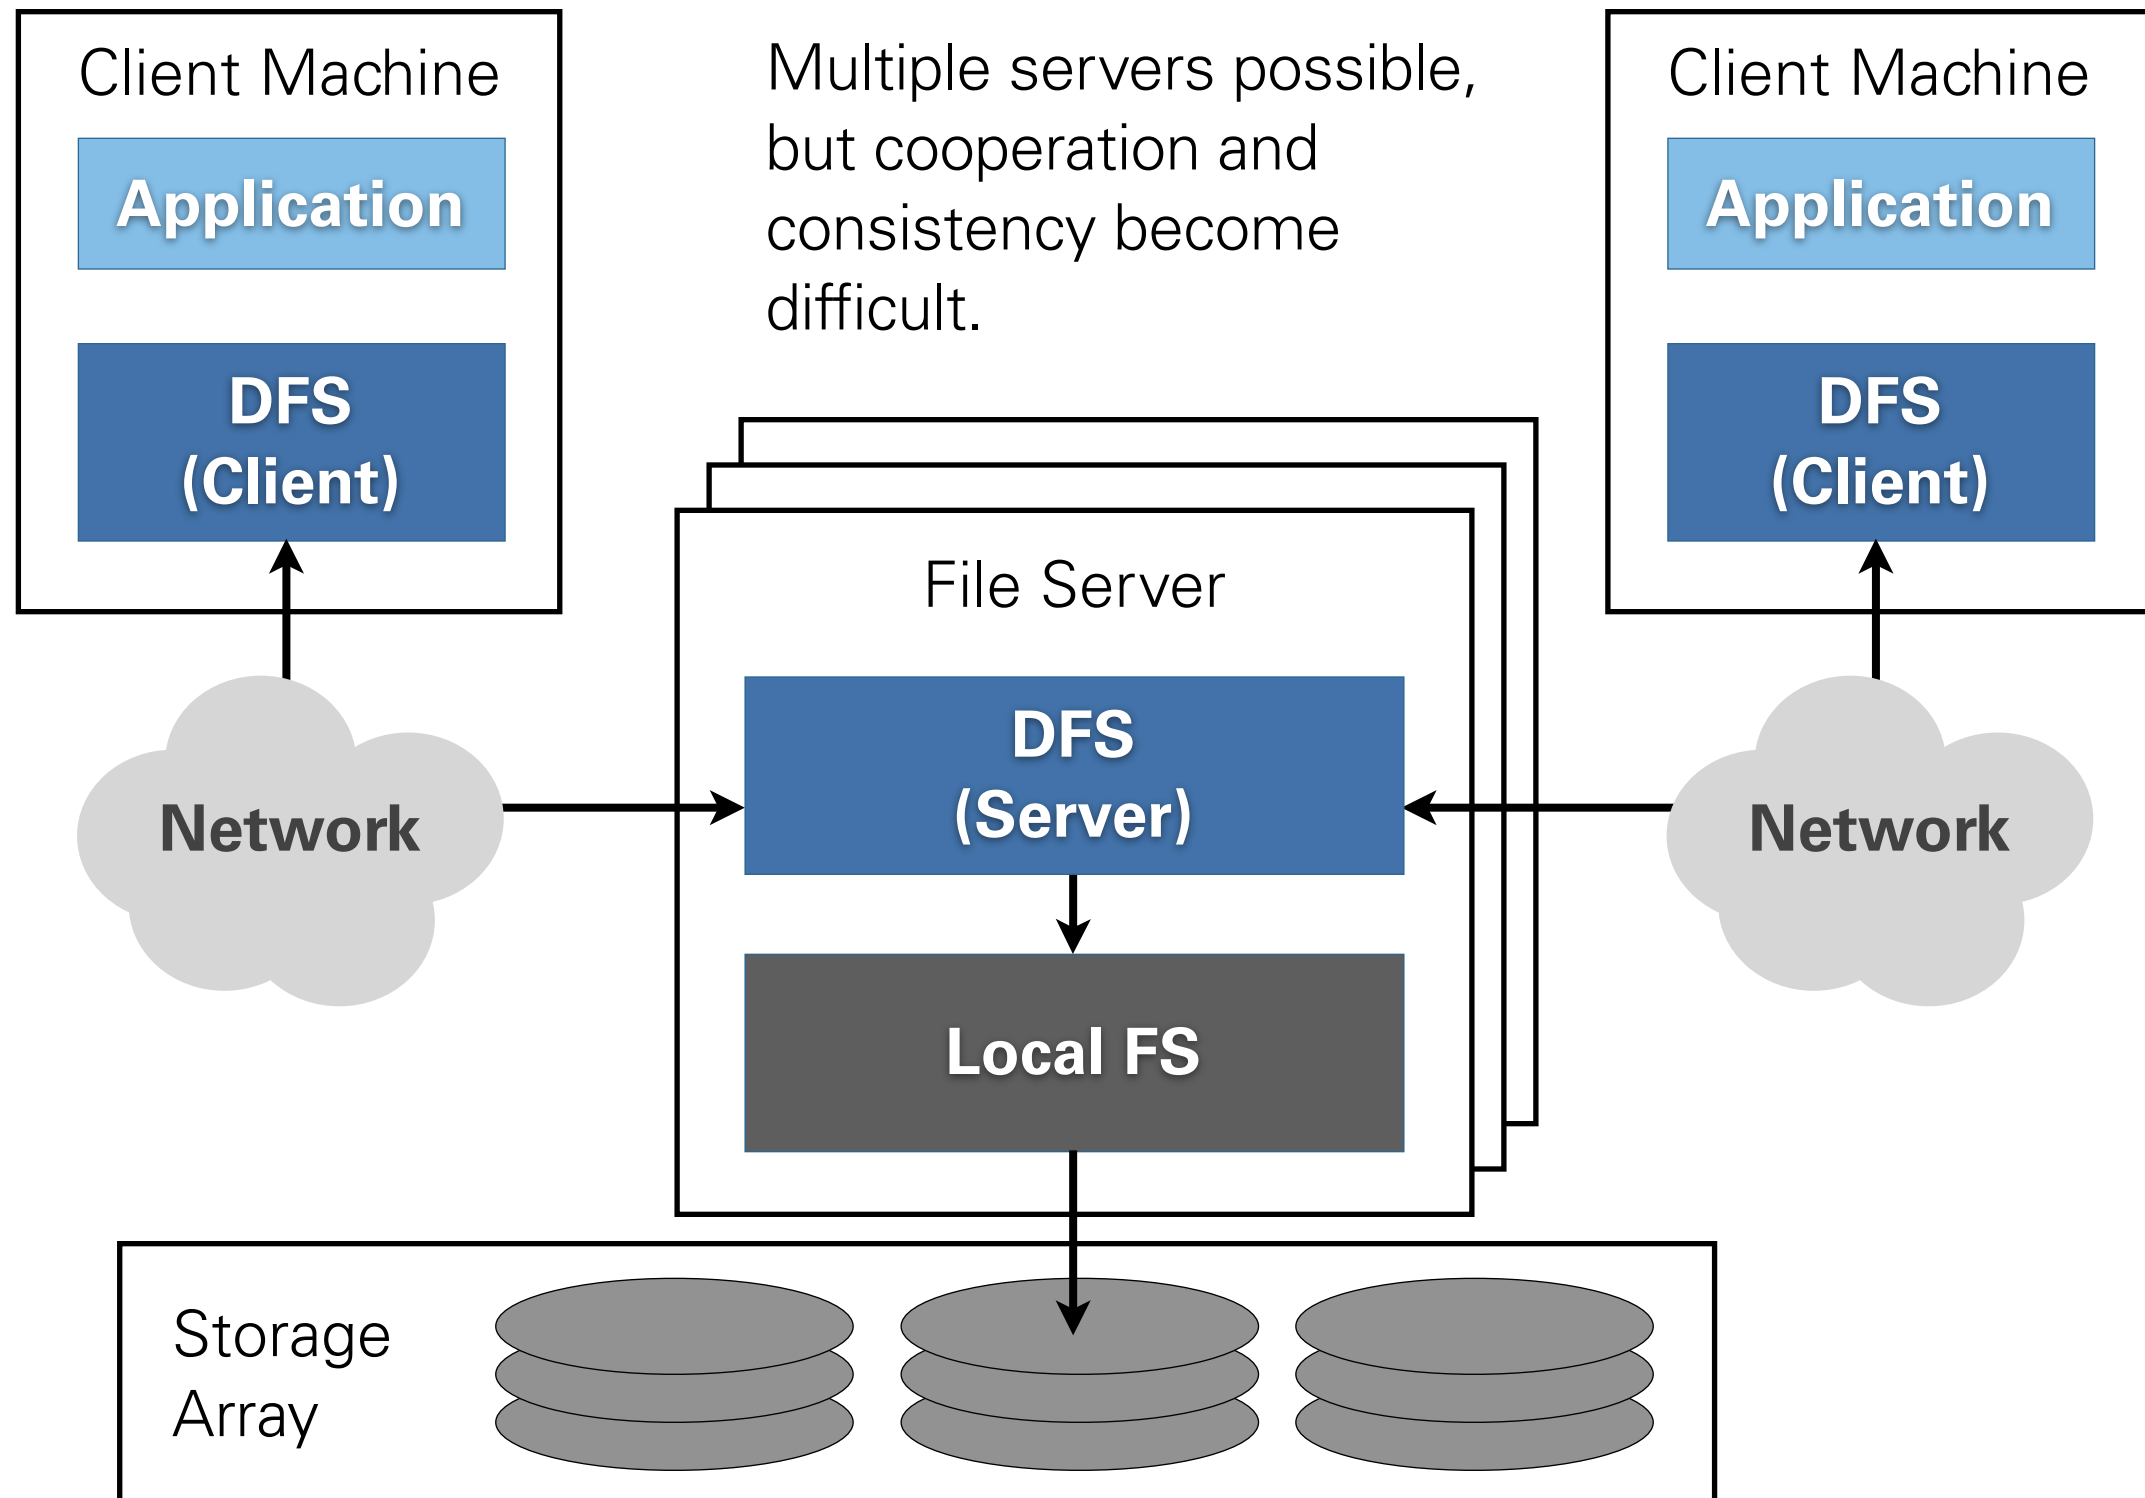 Client Machine
Application
DFS
(Client)
Multiple servers possible,
but cooperation and
consistency become
difficult.
Client Machine
Application
DFS
(Client)
Network
File Server
DFS
(Server)
Local FS
Network
Storage
Array